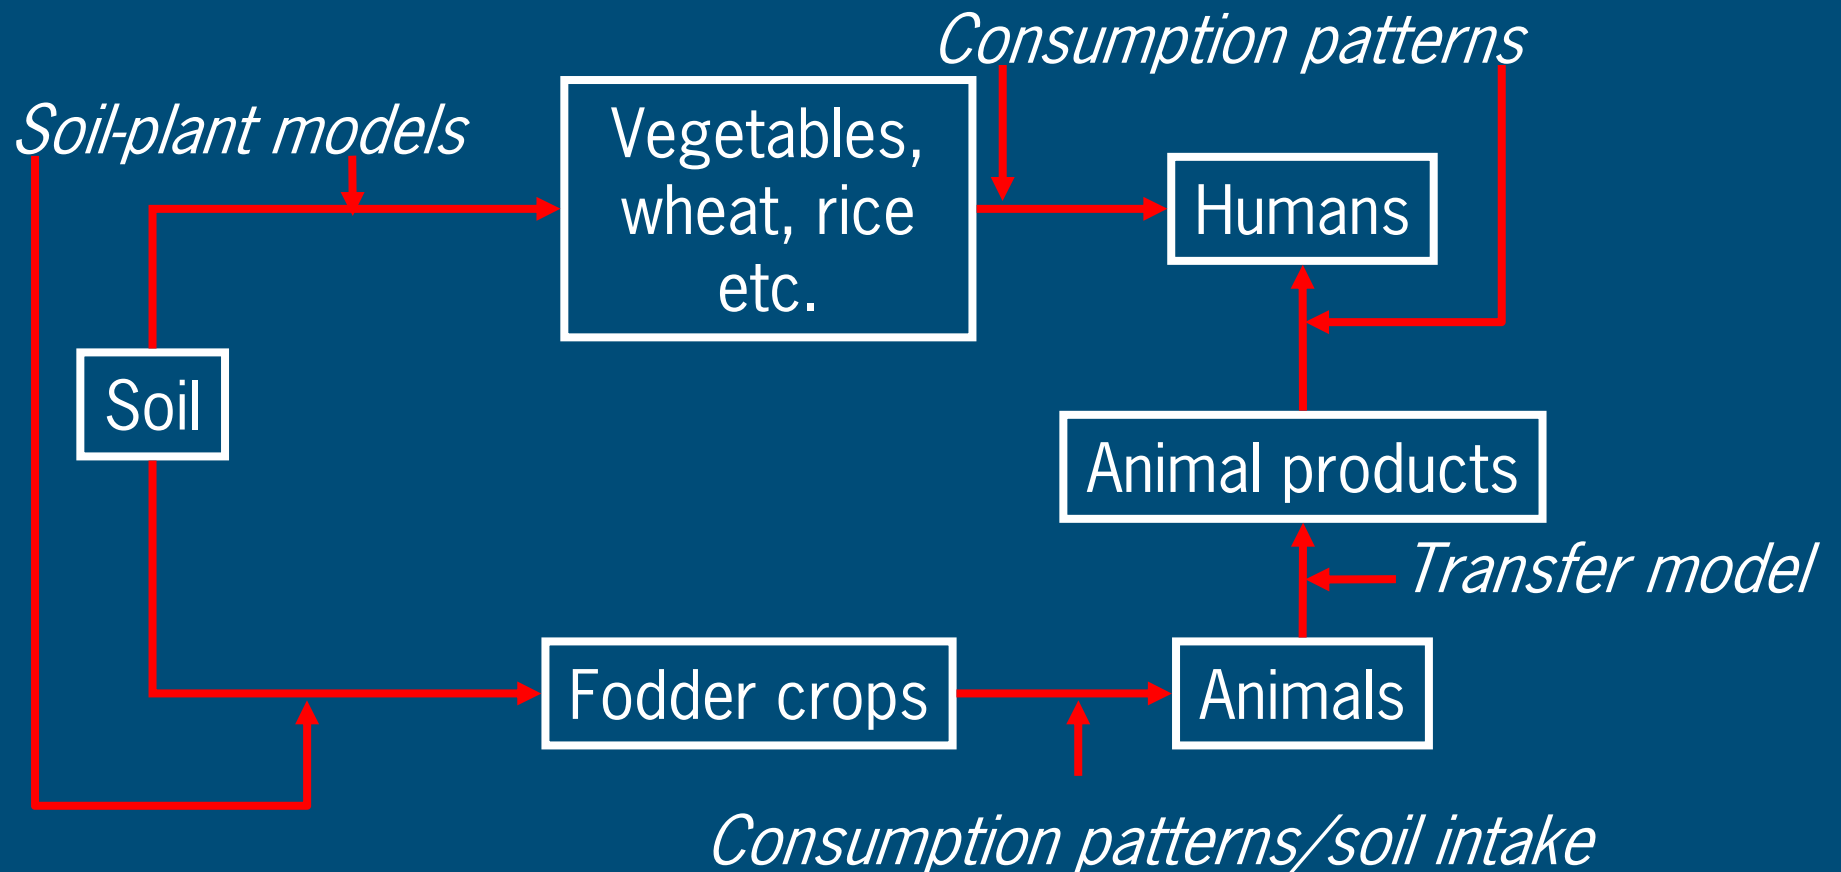 Consumption patterns
Soil-plant models
Vegetables,
wheat, rice
etc.
Humans
Soil
Animal products
Transfer model
Fodder crops
Animals
Consumption patterns/soil intake